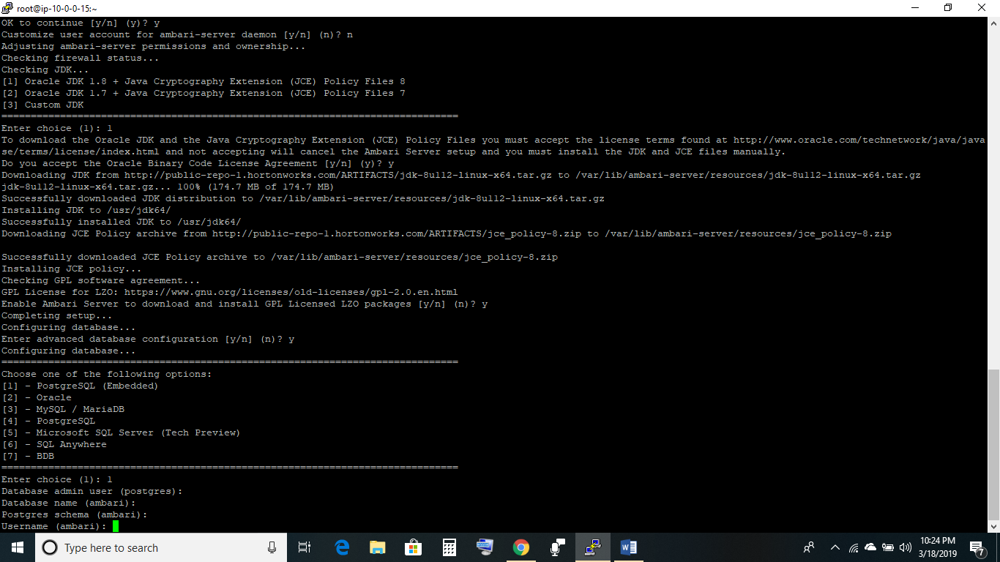 root@ip-10-0-0-15:~
OK to continue [y/n] (y)? y
Customize user account for ambari-server daemon [y/n] (n)? n
Adjusting ambari-server permissions and ownership...
Checking firewall status...
Checking JDK...
[1] Oracle JDK 1.8 + Java Cryptography Extension (JCE) Policy Files 8
[2] Oracle JDK 1.7 + Java Cryptography Extension (JCE) Policy Files 7
[3] Custom JDK
==============================================================================
Enter choice (1): 1
To download the Oracle JDK and the Java Cryptography Extension (JCE) Policy Files you must accept the license terms found at http://www.oracle.com/technetwork/java/java
se/terms/license/index.html and not accepting will cancel the Ambari Server setup and you must install the JDK and JCE files manually.
Do you accept the Oracle Binary Code License Agreement [y/n] (y)? y
Downloading JDK from http://public-repo-1.hortonworks.com/ARTIFACTS/jdk-8u112-linux-x64.tar.gz to /var/lib/ambari-server/resources/jdk-8u112-linux-x64.tar.gz
jdk-8u112-linux-x64.tar.gz... 100% (174.7 MB of 174.7 MB)
Successfully downloaded JDK distribution to /var/lib/ambari-server/resources/jdk-8u112-linux-x64.tar.gz
Installing JDK to /usr/jdk64/
Successfully installed JDK to /usr/jdk64/
Downloading JCE Policy archive from http://public-repo-1.hortonworks.com/ARTIFACTS/jce_policy-8.zip to /var/lib/ambari-server/resources/jce_policy-8.zip
Successfully downloaded JCE Policy archive to /var/lib/ambari-server/resources/jce_policy-8.zip
Installing JCE policy...
Checking GPL software agreement...
GPL License for LZO: https://www.gnu.org/licenses/old-licenses/gpl-2.0.en.html
Enable Ambari Server to download and install GPL Licensed LZO packages [y/n] (n)? y
Completing setup...
Configuring database...
Enter advanced database configuration [y/n] (n)? y
Configuring database...
==============================================================================
Choose one of the following options:
[1] - PostgreSQL (Embedded)
[2] - Oracle
[3] - MySQL / MariaDB
[4] - PostgreSQL
[5] - Microsoft SQL Server (Tech Preview)
[6] - SQL Anywhere
[7] - BDB
==============================================================================
Enter choice (1): 1
Database admin user (postgres):
Database name (ambari):
Postgres schema (ambari):
Username (ambari):
Type here to search
10:24 PM
3/18/2019
7